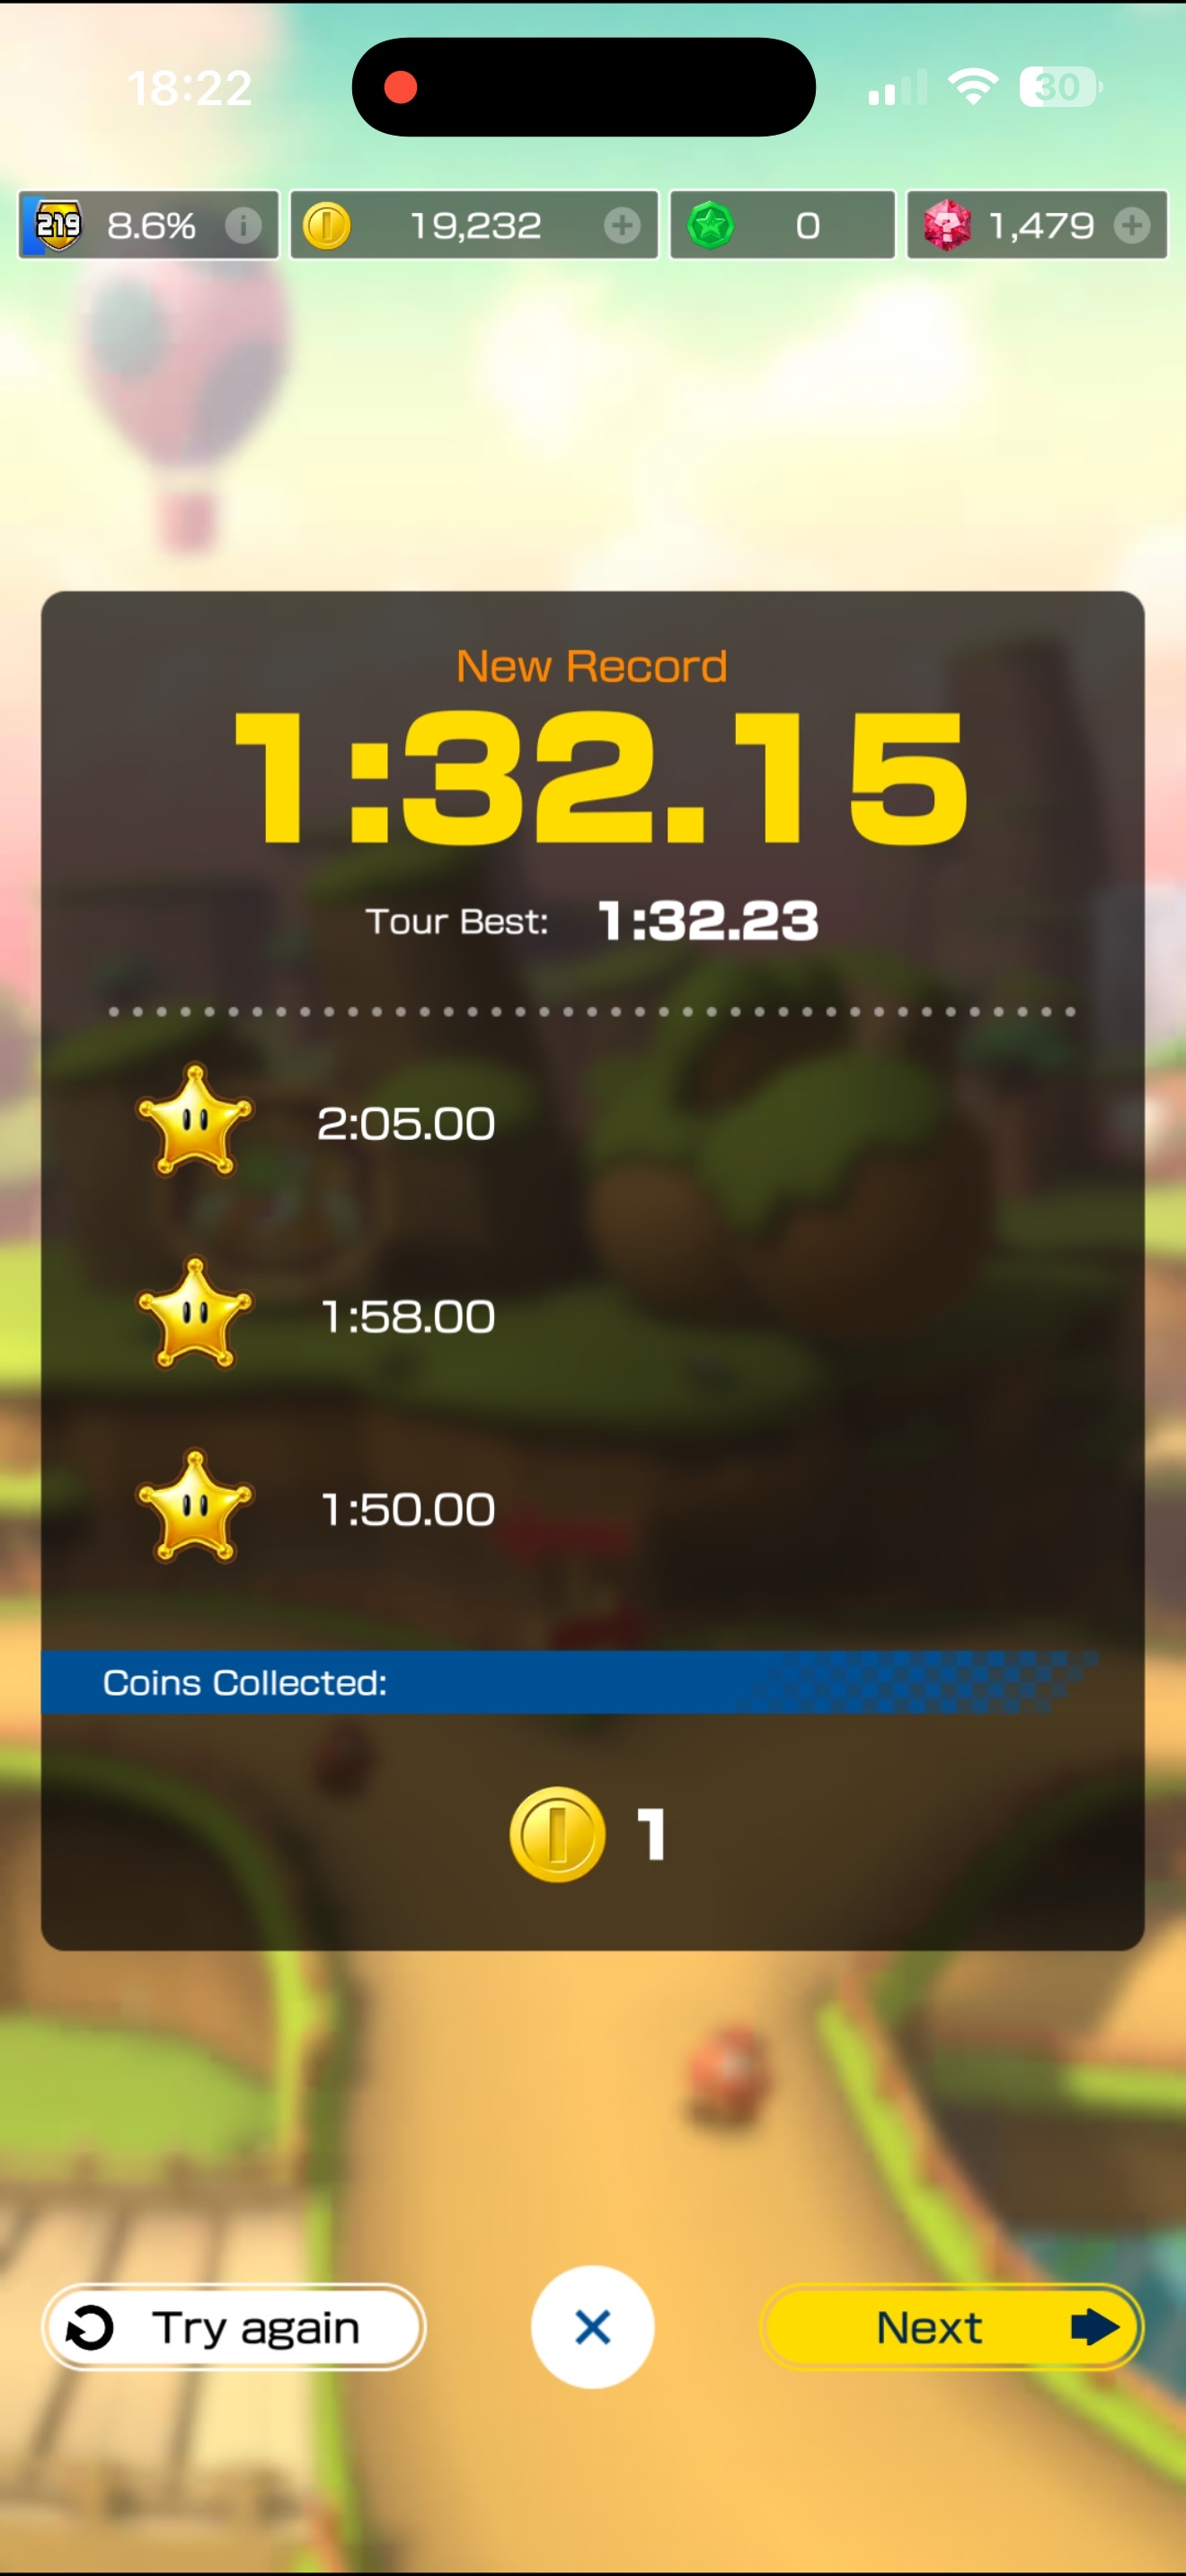 18:22 30
219 8.6% 19,232 0 1,479
New Record
1:32.15
Tour Best: 1:32.23
2:05.00
1:58.00
1:50.00
Coins Collected:
1
Try again × Next